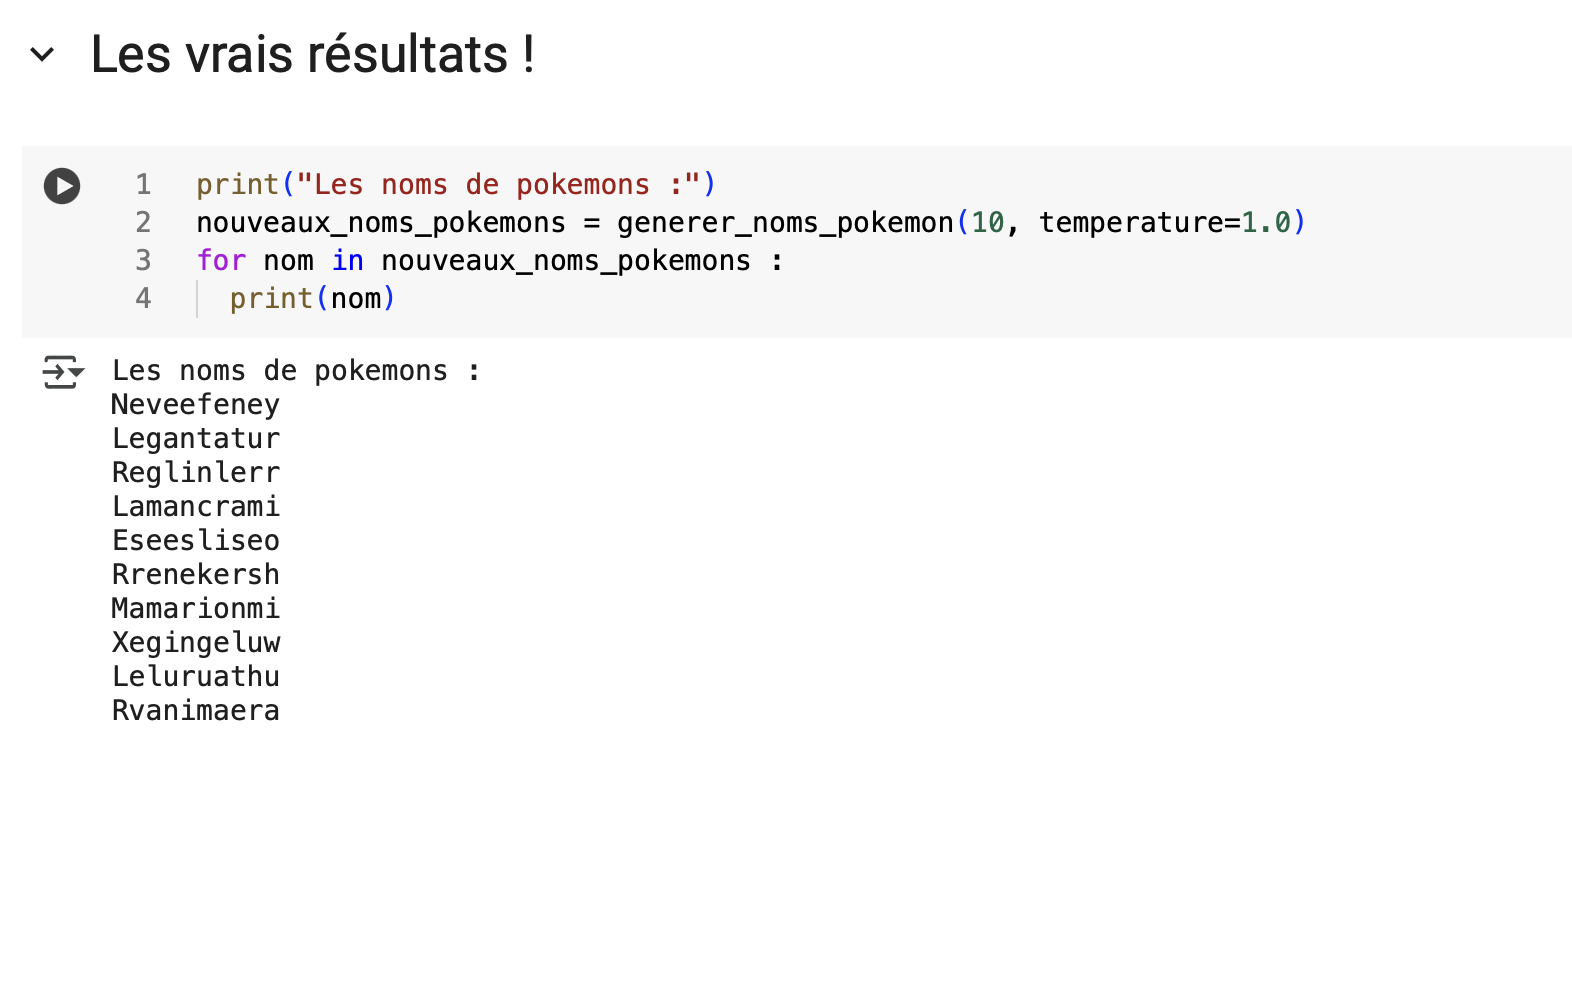 Les vrais résultats !
1 print("Les noms de pokemons :")
2 nouveaux_noms_pokemons = generer_noms_pokemon(10, temperature=1.0)
3 for nom in nouveaux_noms_pokemons :
4 print(nom)
Les noms de pokemons :
Neveefeney
Legantatur
Reglinlerr
Lamancrami
Eseesliseo
Rrenekersh
Mamarionmi
Xegingeluw
Leluruathu
Rvanimaera